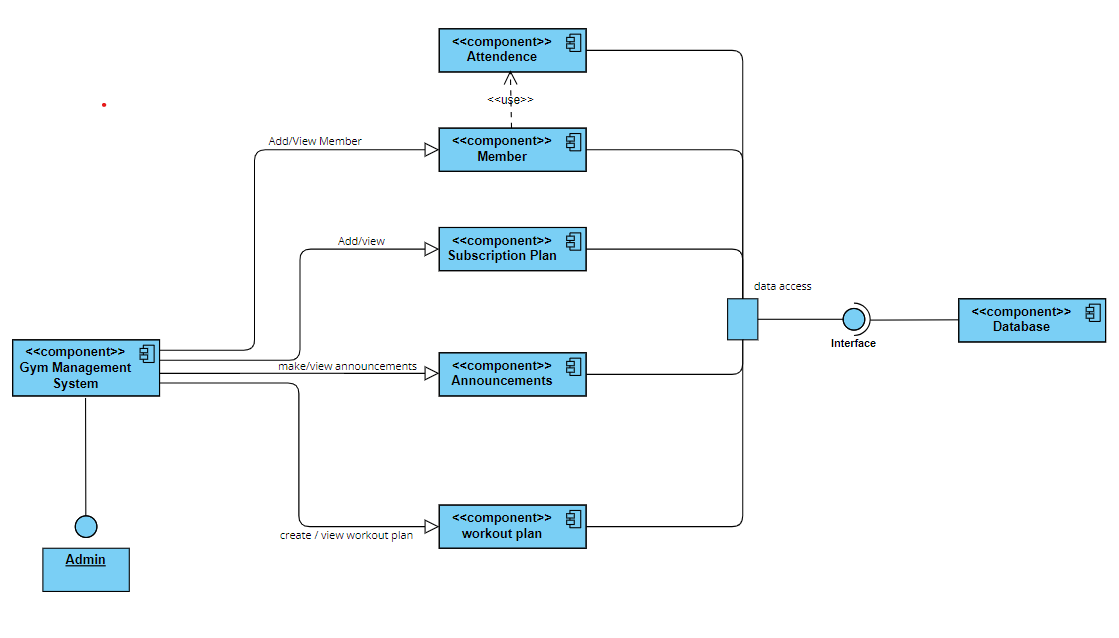 <<component>>
Attendence
<<use>>
Add/View Member
<<component>>
Member
Add/view
<<component>>
Subscription Plan
data access
<<component>>
Database
Interface
<<component>>
Gym Management
System
make/view announcements
<<component>>
Announcements
<<component>>
workout plan
create / view workout plan
Admin